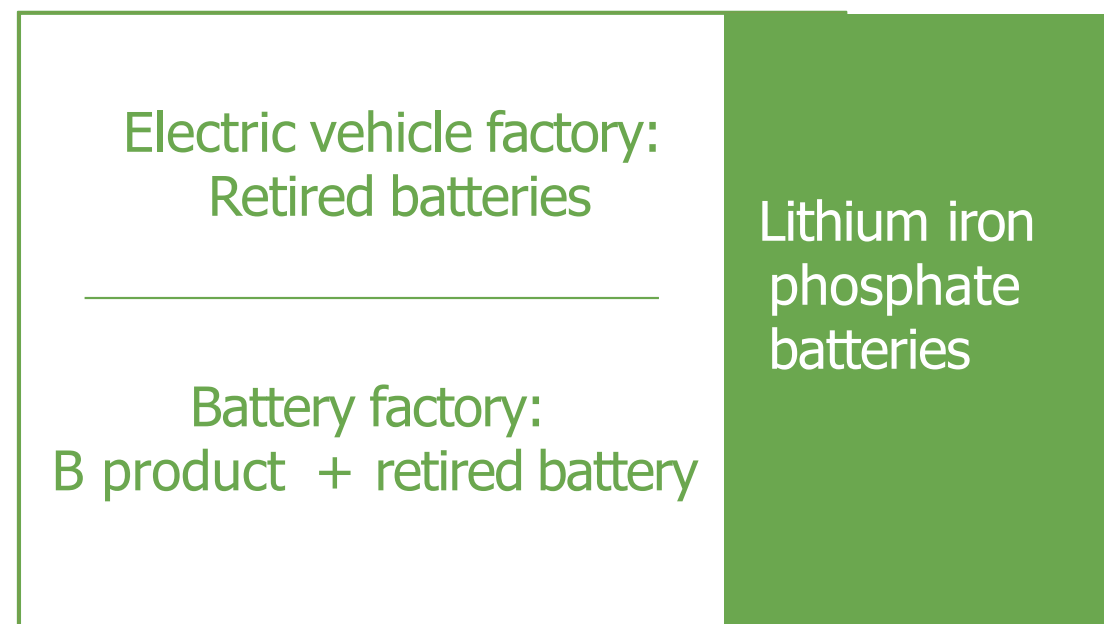 Electric vehicle factory:
Retired batteries
Battery factory:
B product + retired battery
Lithium iron
phosphate
batteries